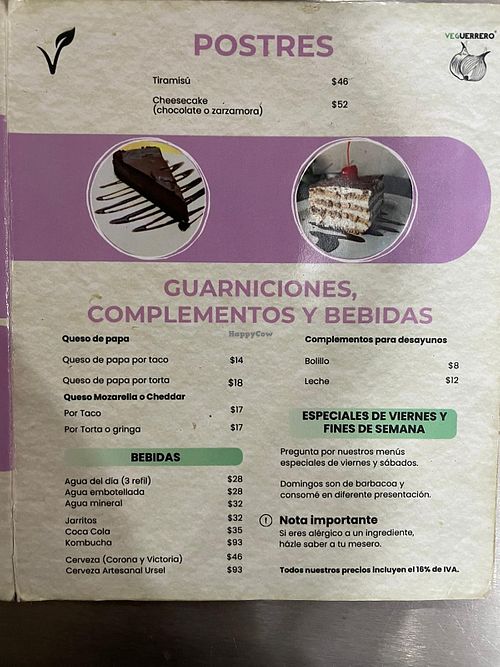 POSTRES
VEGUERRERO
Tiramisú $46
Cheesecake
(chocolate o zarzamora) $52
GUARNICIONES,
COMPLEMENTOS Y BEBIDAS
HappyCow
Queso de papa
Queso de papa por taco $14
Queso de papa por torta $18
Queso Mozarella o Cheddar
Por Taco $17
Por Torta o gringa $17
BEBIDAS
Agua del día (3 refil) $28
Agua embotellada $28
Agua mineral $32
Jarritos $32
Coca Cola $35
Kombucha $93
Cerveza (Corona y Victoria) $46
Cerveza Artesanal Ursel $93
Complementos para desayunos
Bolillo $8
Leche $12
ESPECIALES DE VIERNES Y
FINES DE SEMANA
Pregunta por nuestros menús
especiales de viernes y sábados.
Domingos son de barbacoa y
consomé en diferente presentación.
! Nota importante
Si eres alérgico a un ingrediente,
házle saber a tu mesero.
Todos nuestros precios incluyen el 16% de IVA.